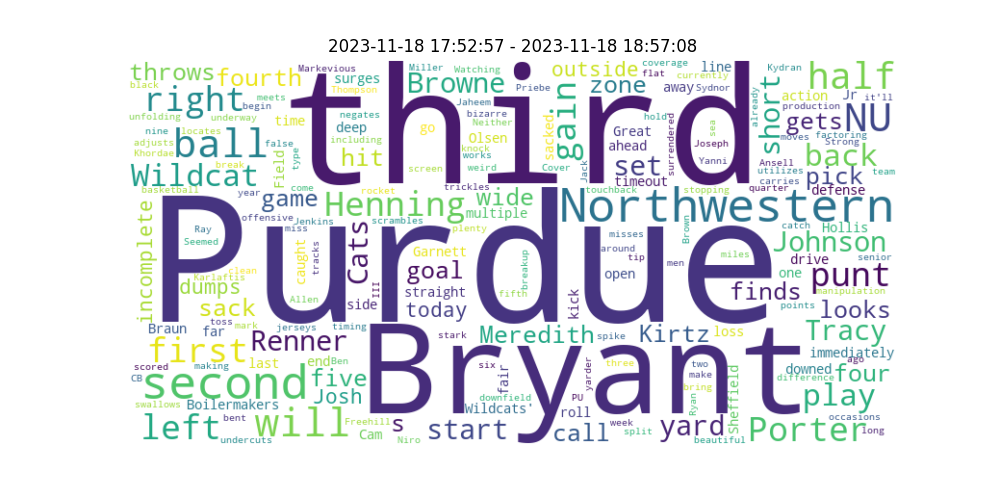 2023-11-18 17:52:57 - 2023-11-18 18:57:08
throws
black
fourth
meets
Markevious
Thompson
surges
begin
Miller
Watching
Browne
Priebe
outside
coverage
flat
currently
line
Kydran
half
right
unfolding
underway
time
negates
deep
Jaheem
bizarre
Neither
zone
away
Sydnor
already
action
Jr
it'll
production
gets
NU
ball
nine
locates
false
adjusts
Khordae
including
go
Olsen
knock
sacked
gain
Great
ahead
hold
surrendered
sea
Joseph
short
moves
factoring
Strong
third
Wildcat
break
Field
type
hit
screen
works
weird
Cover
Jack
set
timeout
Yanni
Ansell
utilizes
carries
back
pick
team
defense
basketball
year
come
game
rocket
trickles
Henning
wide
multiple
touchback
stopping
quarter
Northwestern
offensive
Jenkins
scrambles
plenty
incomplete
Ray
Seemed
miss
Cats
Garnett
breakup
misses
around
tip
Brown
catch
Hollis
Johnson
Purdue
Karlaftis
clean
caught
tracks
goal
open
men
miles
drive
one
senior
dumps
Allen
III
straight
fifth
finds
punt
manipulation
sack
side
today
kick
points
looks
Braun
far
toss
mark
jerseys
timing
stark
Meredith
spike
Kirtz
loss
Tracy
first
Renner
immediately
scored
making
last
end
Ben
six
three
two
make
ago
CB
second
five
Josh
Bryant
fair
yarder
bring
downed
difference
four
swallows
Boilermakers
downfield
PU
Wildcats'
Ryan
Sheffield
play
occasions
left
bent
will
Freehill
s
start
roll
week
yard
Porter
long
undercuts
Cam
Niro
call
split
beautiful